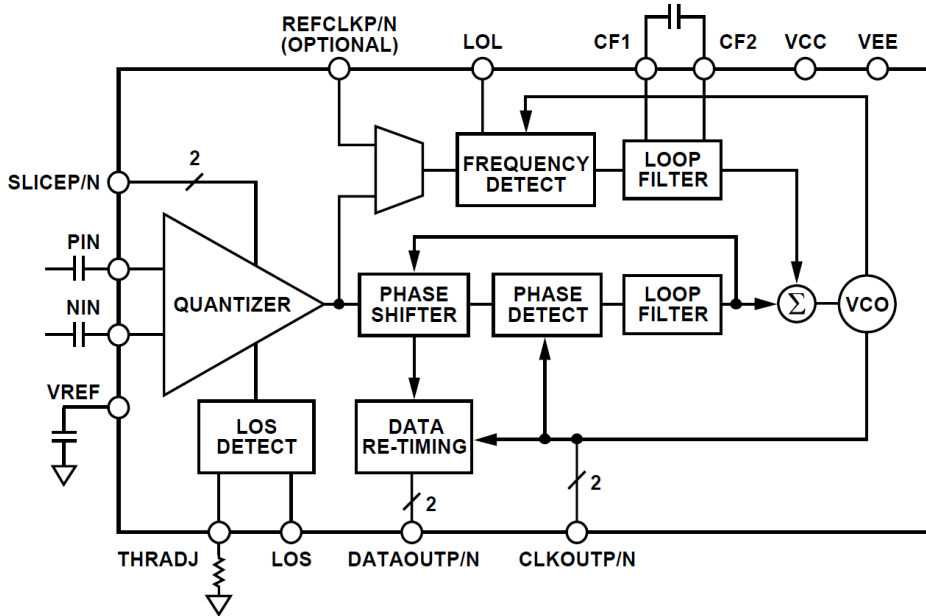 REFCLKP/N
(OPTIONAL)
LOL
CF1
CF2
VCC
VEE
2
SLICEP/N
FREQUENCY
DETECT
LOOP
FILTER
PIN
QUANTIZER
PHASE
SHIFTER
PHASE
DETECT
LOOP
FILTER
Σ
VCO
NIN
VREF
LOS
DETECT
DATA
RE-TIMING
2
2
THRADJ
LOS
DATAOUTP/N
CLKOUTP/N